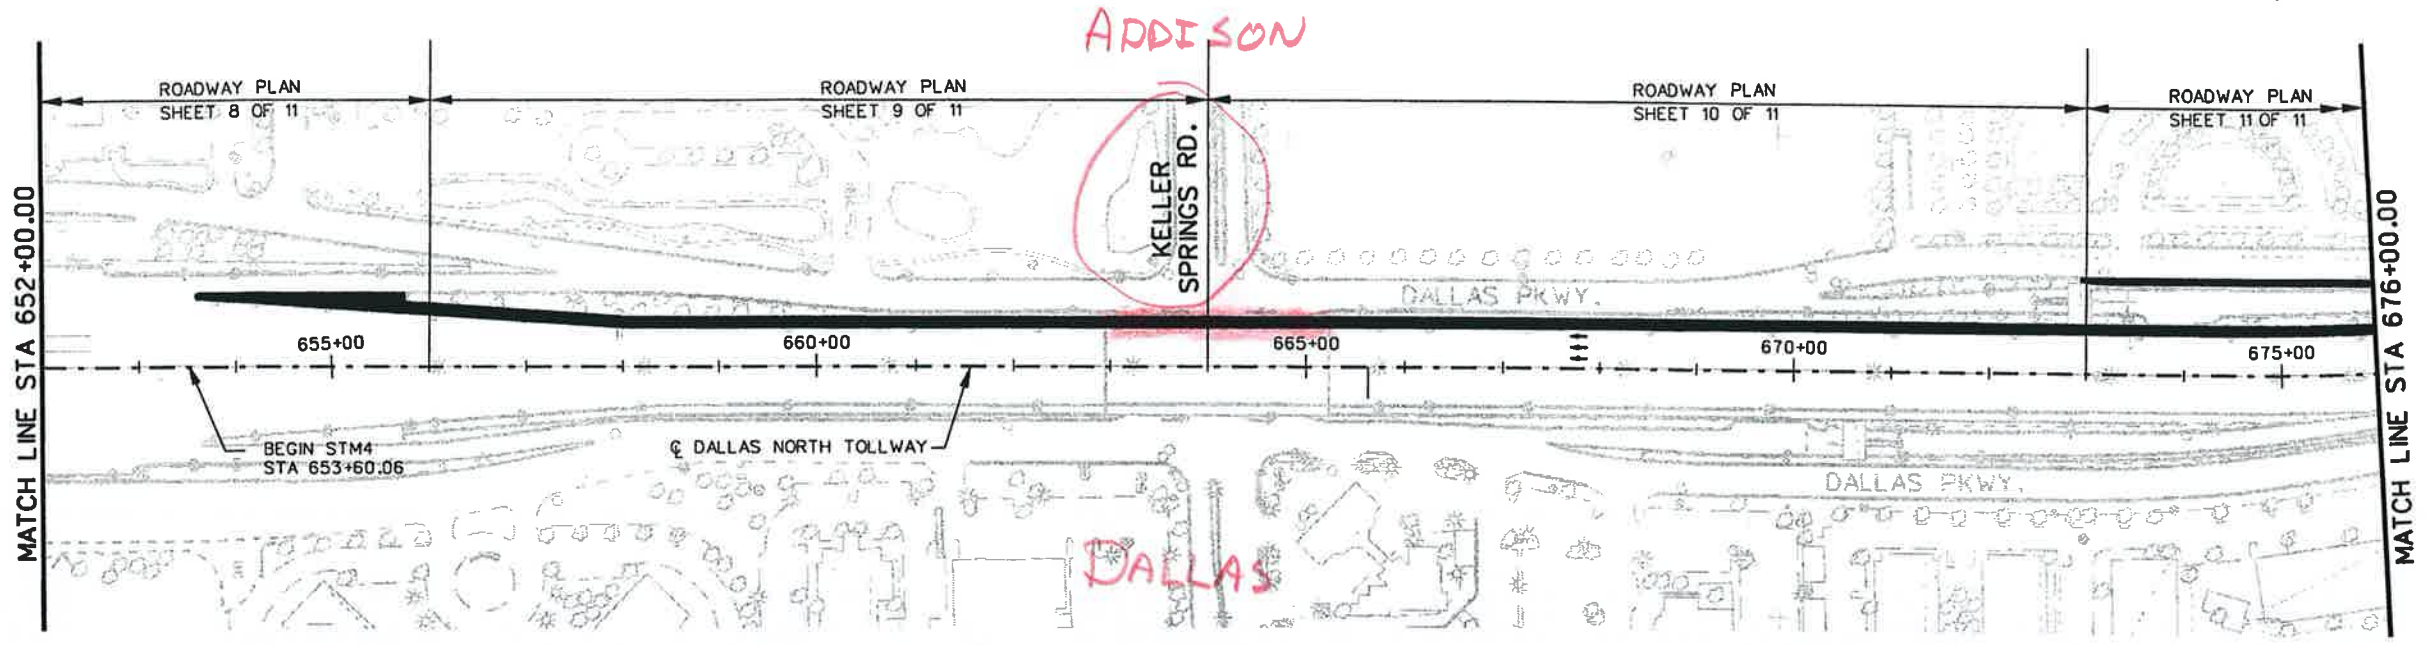 ADDISON
ROADWAY PLAN
SHEET 8 OF 11
ROADWAY PLAN
SHEET 9 OF 11
ROADWAY PLAN
SHEET 10 OF 11
ROADWAY PLAN
SHEET 11 OF 11
MATCH LINE STA 652+00.00
KELLER
SPRINGS RD.
MATCH LINE STA 676+00.00
DALLAS PKWY.
655+00
660+00
665+00
670+00
675+00
BEGIN STM4
STA 653+60.06
℄ DALLAS NORTH TOLLWAY
DALLAS PKWY.
DALLAS